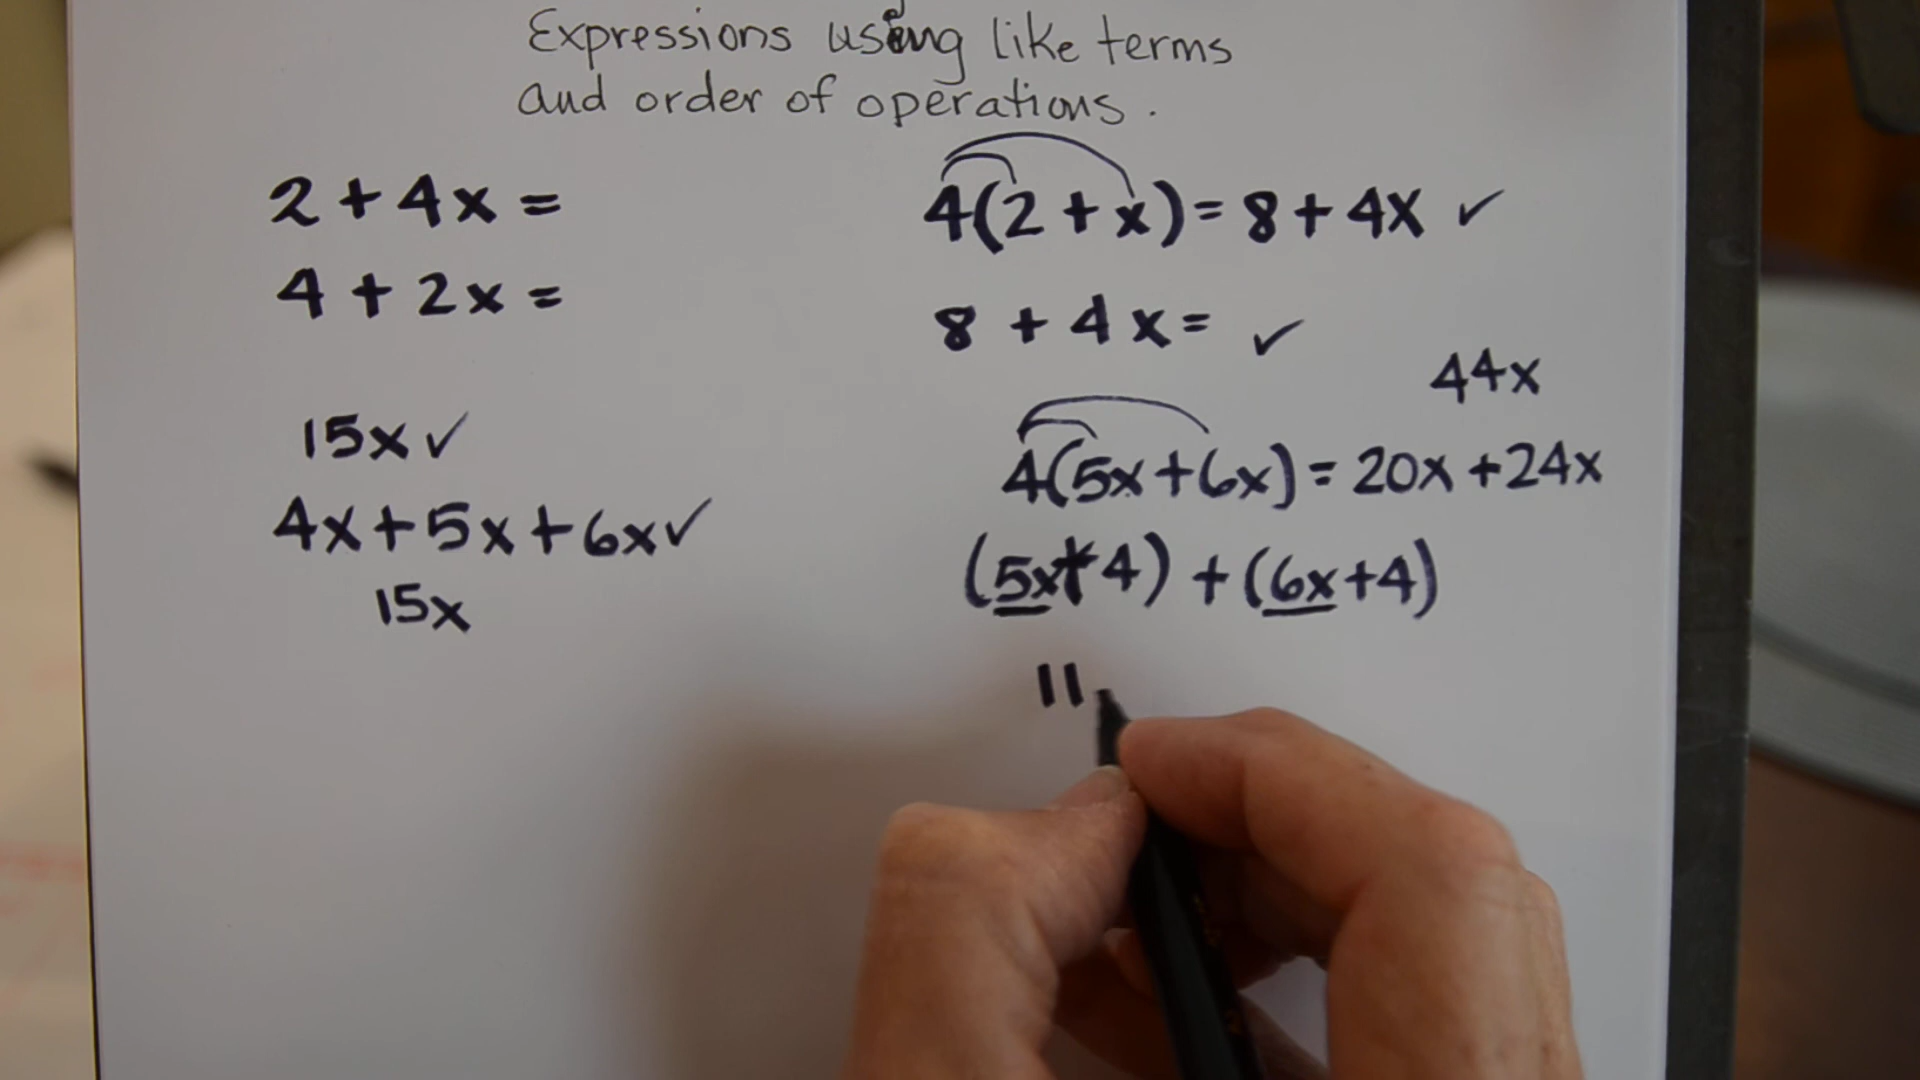 Expressions using like terms
and order of operations.
2 + 4x =
4 + 2x =
15x ✓
4x + 5x + 6x ✓
15x
4(2 + x) = 8 + 4x ✓
8 + 4x = ✓
44x
4(5x + 6x) = 20x + 24x
(5x + 4) + (6x + 4)
11